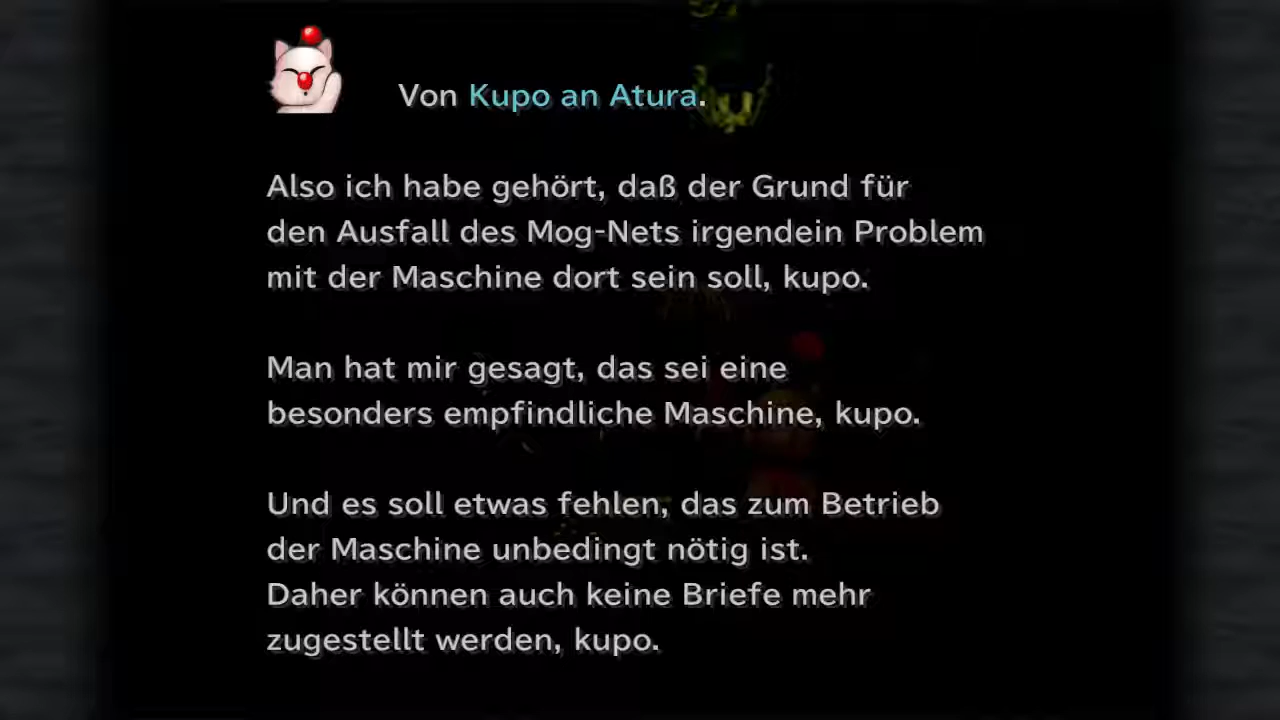 Von Kupo an Atura.
Also ich habe gehört, daß der Grund für
den Ausfall des Mog-Nets irgendein Problem
mit der Maschine dort sein soll, kupo.
Man hat mir gesagt, das sei eine
besonders empfindliche Maschine, kupo.
Und es soll etwas fehlen, das zum Betrieb
der Maschine unbedingt nötig ist.
Daher können auch keine Briefe mehr
zugestellt werden, kupo.